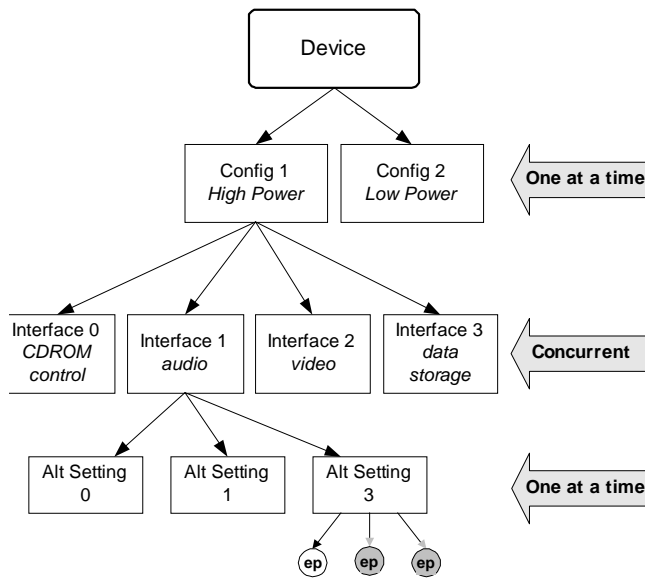 Device
Config 1
High Power
Config 2
Low Power
One at a time
Interface 0
CDROM
control
Interface 1
audio
Interface 2
video
Interface 3
data
storage
Concurrent
Alt Setting
0
Alt Setting
1
Alt Setting
3
One at a time
ep
ep
ep